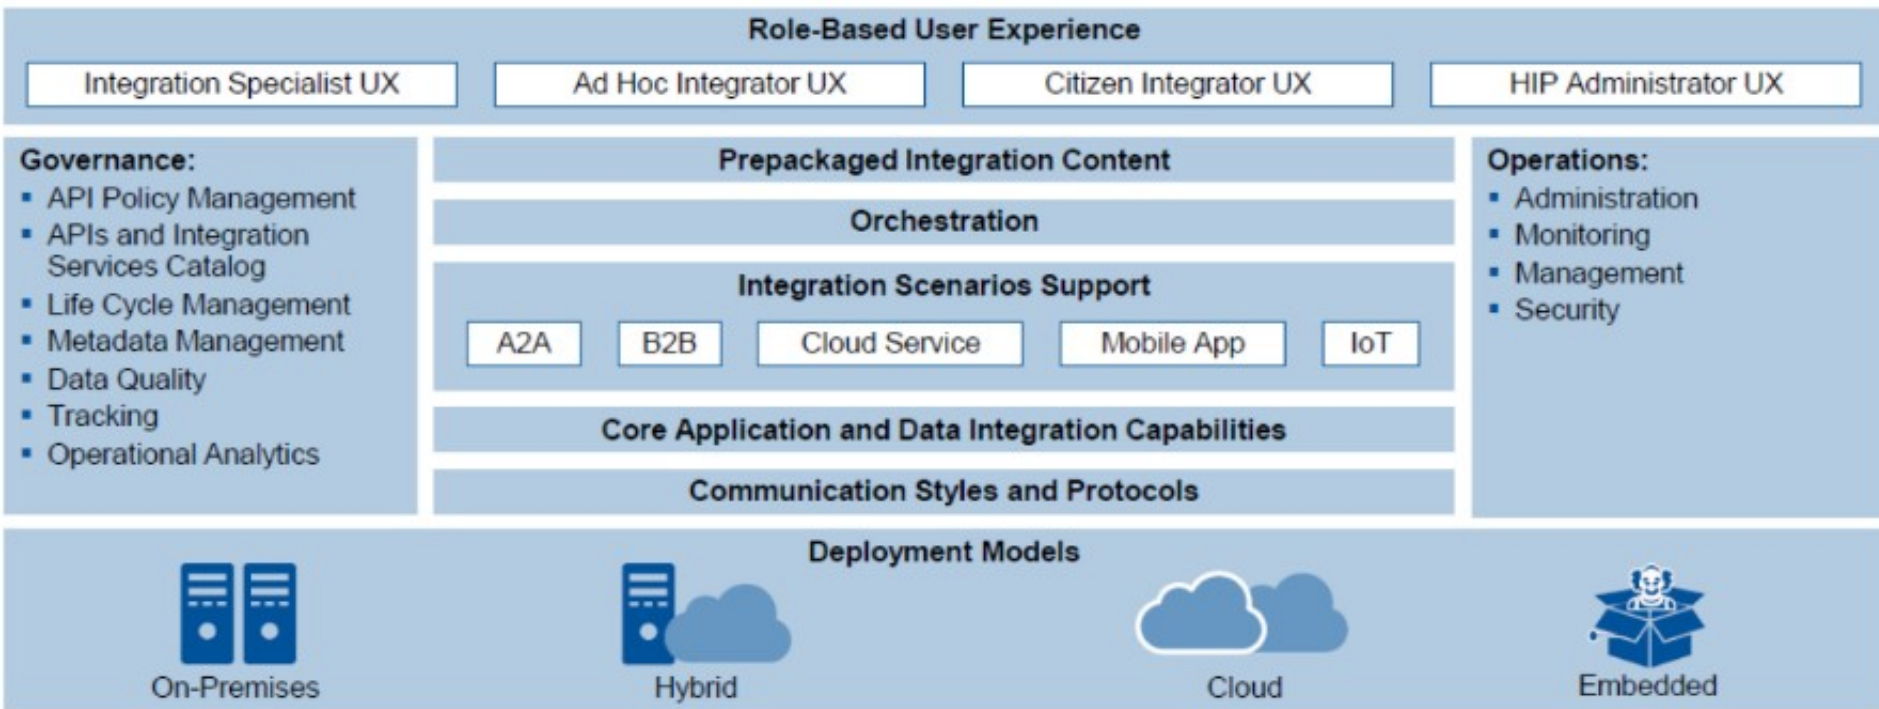 Role-Based User Experience
Integration Specialist UX
Ad Hoc Integrator UX
Citizen Integrator UX
HIP Administrator UX
Governance:
▪ API Policy Management
▪ APIs and Integration
Services Catalog
▪ Life Cycle Management
▪ Metadata Management
▪ Data Quality
▪ Tracking
▪ Operational Analytics
Prepackaged Integration Content
Orchestration
Integration Scenarios Support
A2A
B2B
Cloud Service
Mobile App
IoT
Core Application and Data Integration Capabilities
Communication Styles and Protocols
Operations:
▪ Administration
▪ Monitoring
▪ Management
▪ Security
Deployment Models
On-Premises
Hybrid
Cloud
Embedded